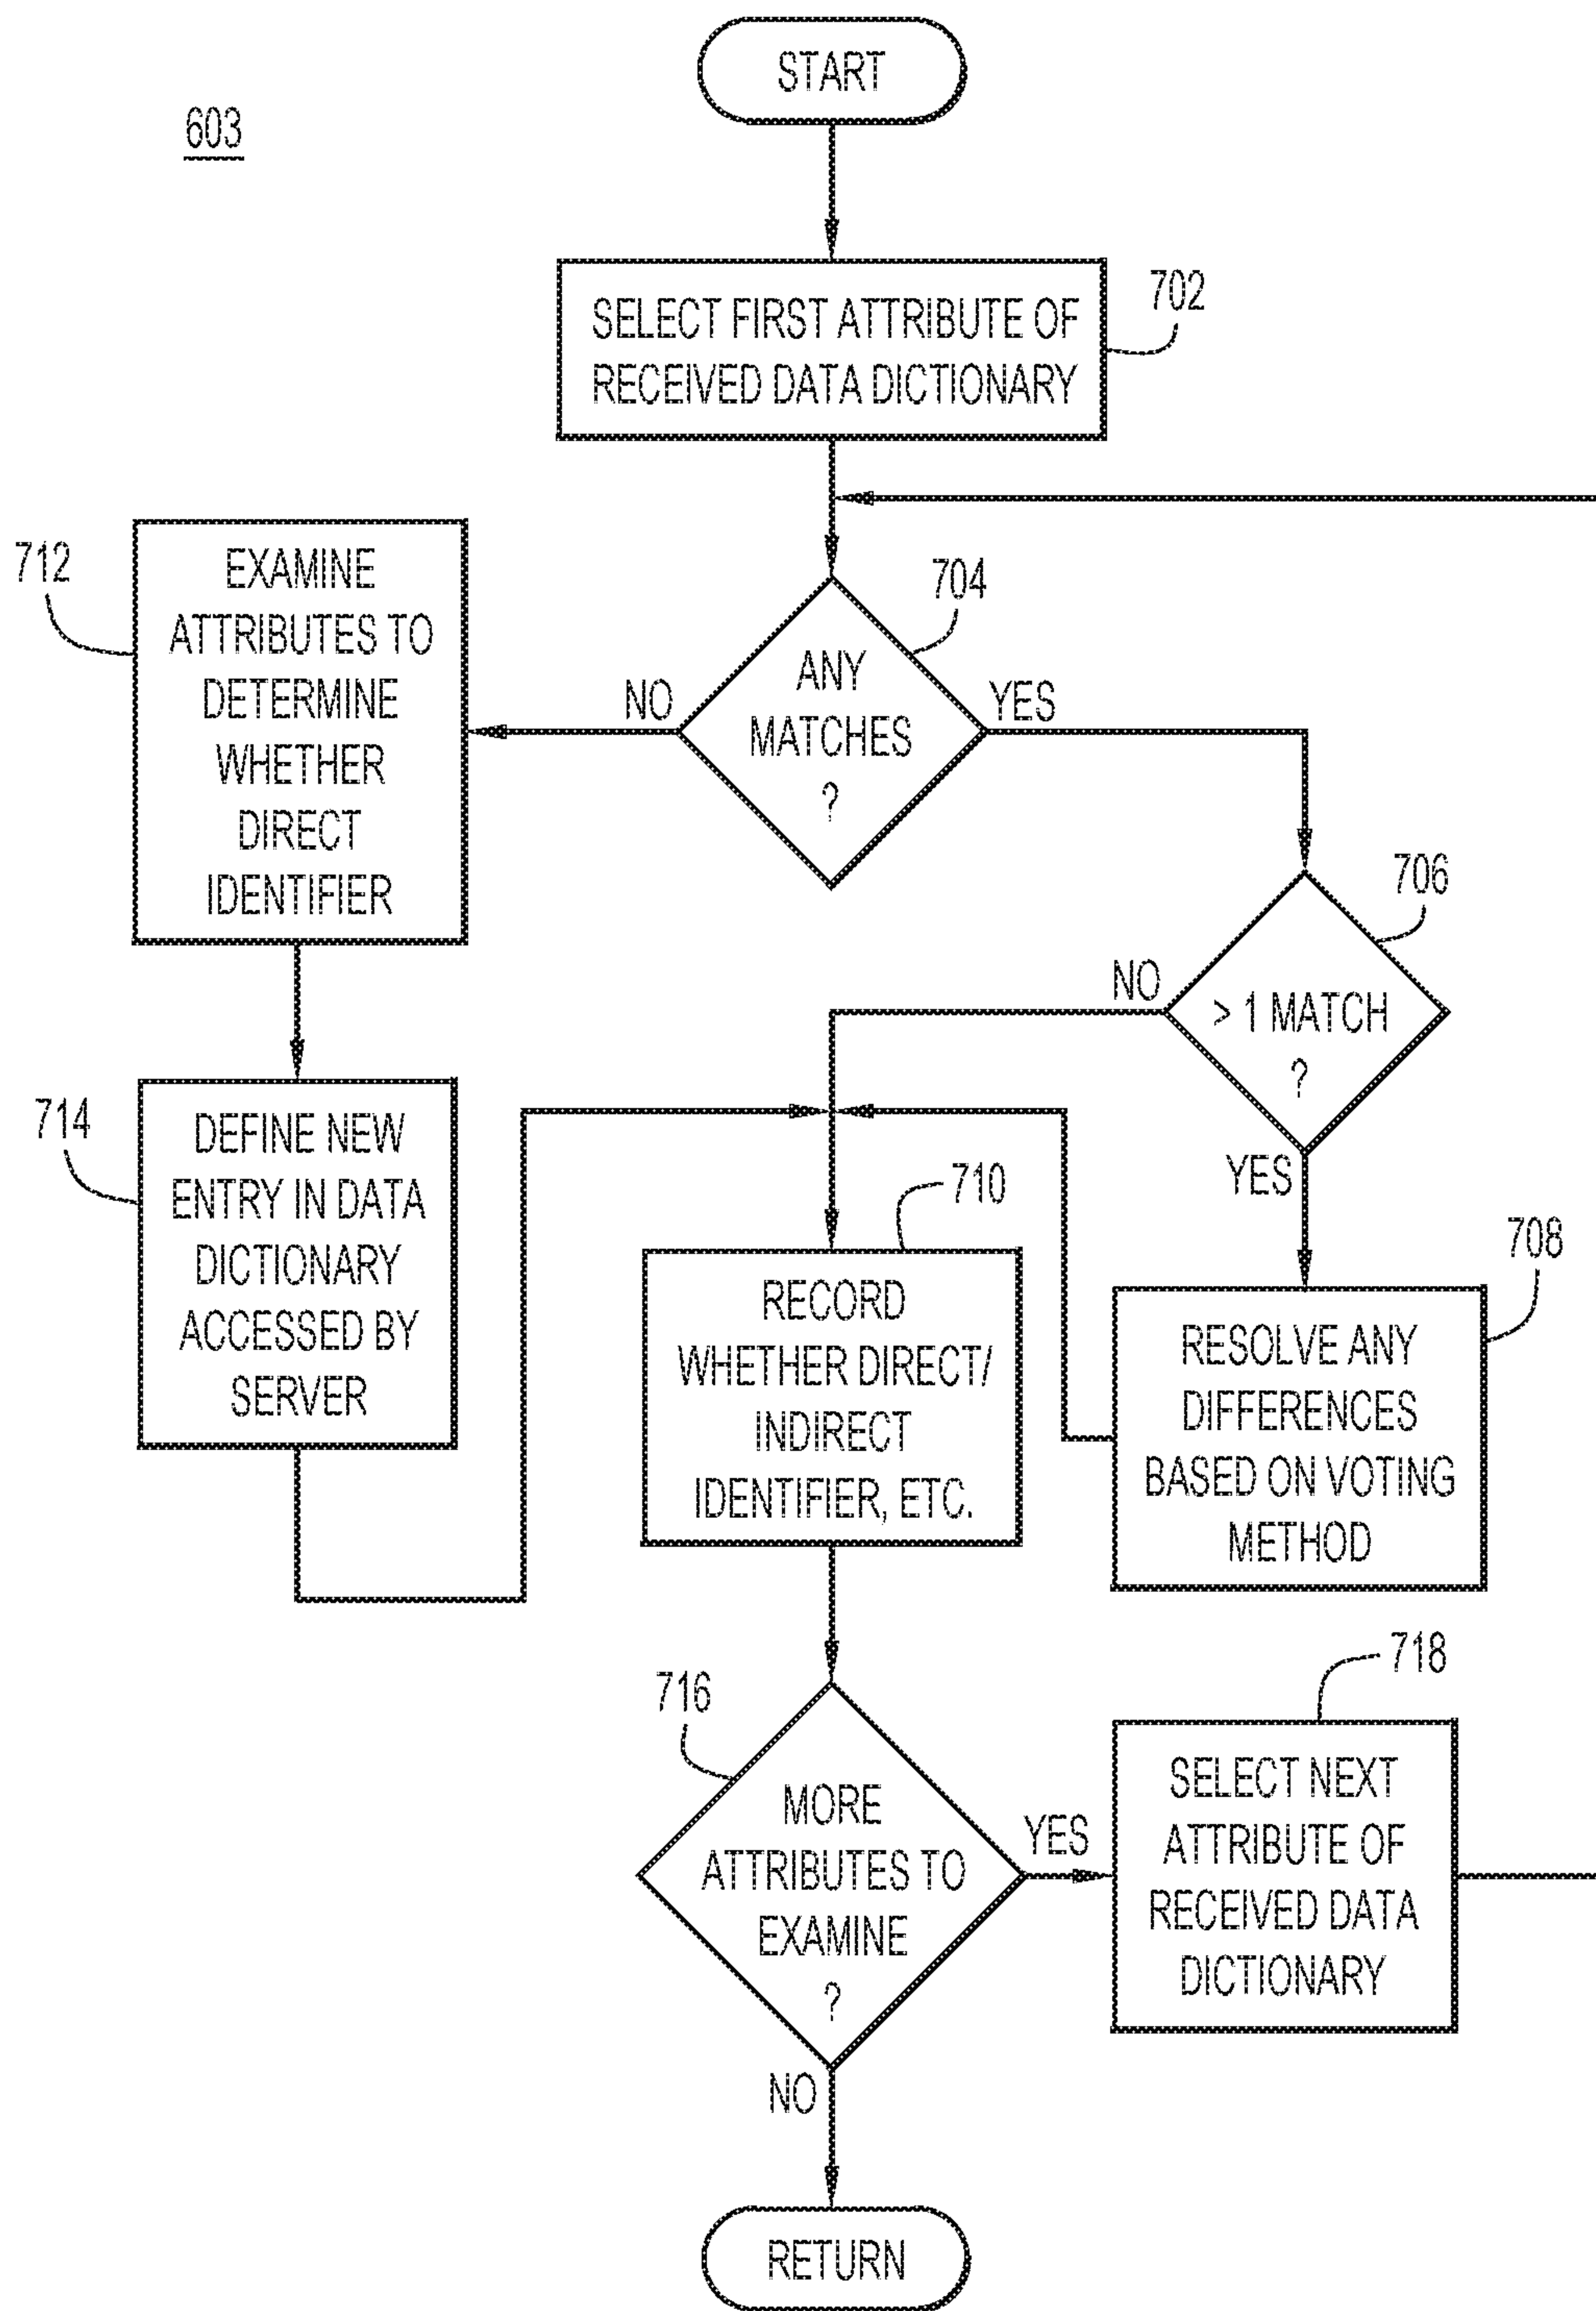 START
603
SELECT FIRST ATTRIBUTE OF
RECEIVED DATA DICTIONARY
702
712
EXAMINE
ATTRIBUTES TO
DETERMINE
WHETHER
DIRECT
IDENTIFIER
704
ANY
MATCHES
?
NO
YES
706
> 1 MATCH
?
NO
YES
714
DEFINE NEW
ENTRY IN DATA
DICTIONARY
ACCESSED BY
SERVER
710
RECORD
WHETHER DIRECT/
INDIRECT
IDENTIFIER, ETC.
708
RESOLVE ANY
DIFFERENCES
BASED ON VOTING
METHOD
716
MORE
ATTRIBUTES TO
EXAMINE
?
YES
NO
718
SELECT NEXT
ATTRIBUTE OF
RECEIVED DATA
DICTIONARY
RETURN